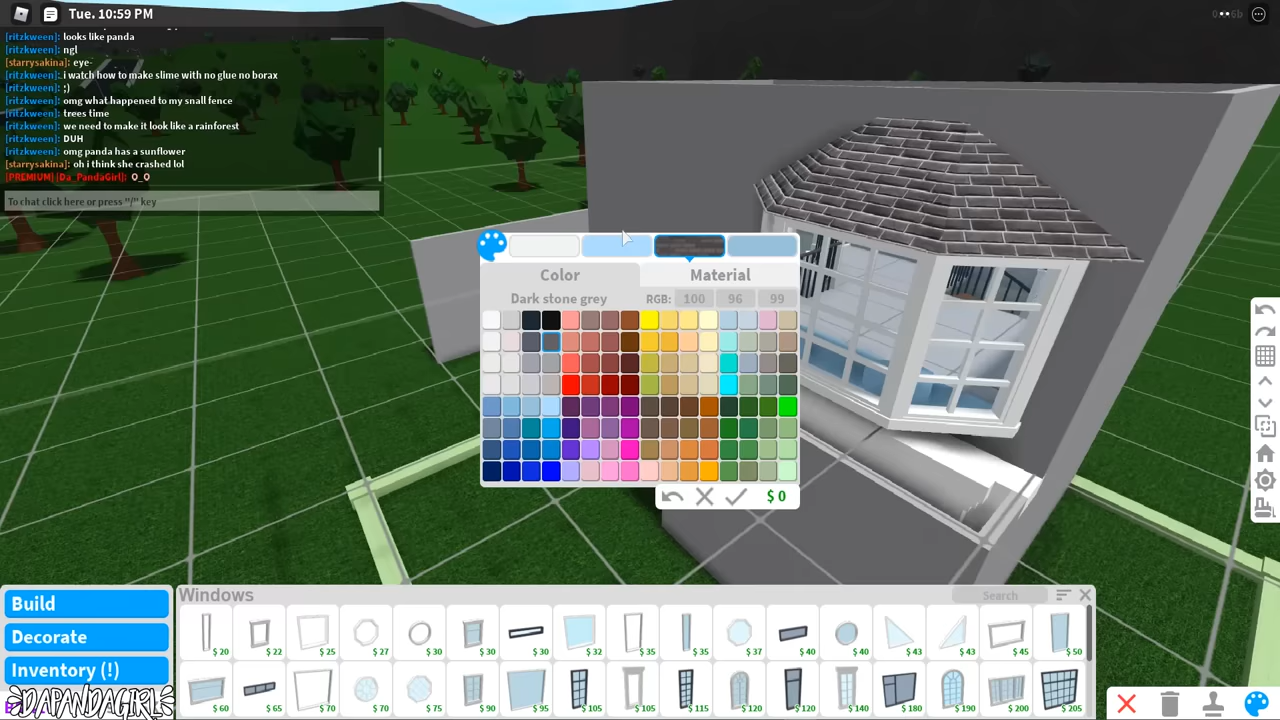 Tue. 10:59 PM
[ritzkween]: looks like panda
[ritzkween]: ngl
[starrysakina]: eye-
[ritzkween]: i watch how to make slime with no glue no borax
[ritzkween]: ;)
[ritzkween]: omg what happened to my snall fence
[ritzkween]: trees time
[ritzkween]: we need to make it look like a rainforest
[ritzkween]: DUH
[ritzkween]: omg panda has a sunflower
[starrysakina]: oh i think she crashed lol
[PREMIUM] [Da_PandaGirl]: O_O
To chat click here or press "/" key
Color Material
Dark stone grey RGB: 100 96 99
$ 0
Build
Decorate
Inventory (!)
DAPANDAGIRL
Windows Search
$ 20 $ 22 $ 25 $ 27 $ 30 $ 30 $ 30 $ 32 $ 35 $ 35 $ 37 $ 40 $ 40 $ 43 $ 43 $ 45 $ 50
$ 60 $ 65 $ 70 $ 70 $ 75 $ 90 $ 95 $ 105 $ 105 $ 115 $ 120 $ 120 $ 140 $ 180 $ 190 $ 200 $ 205